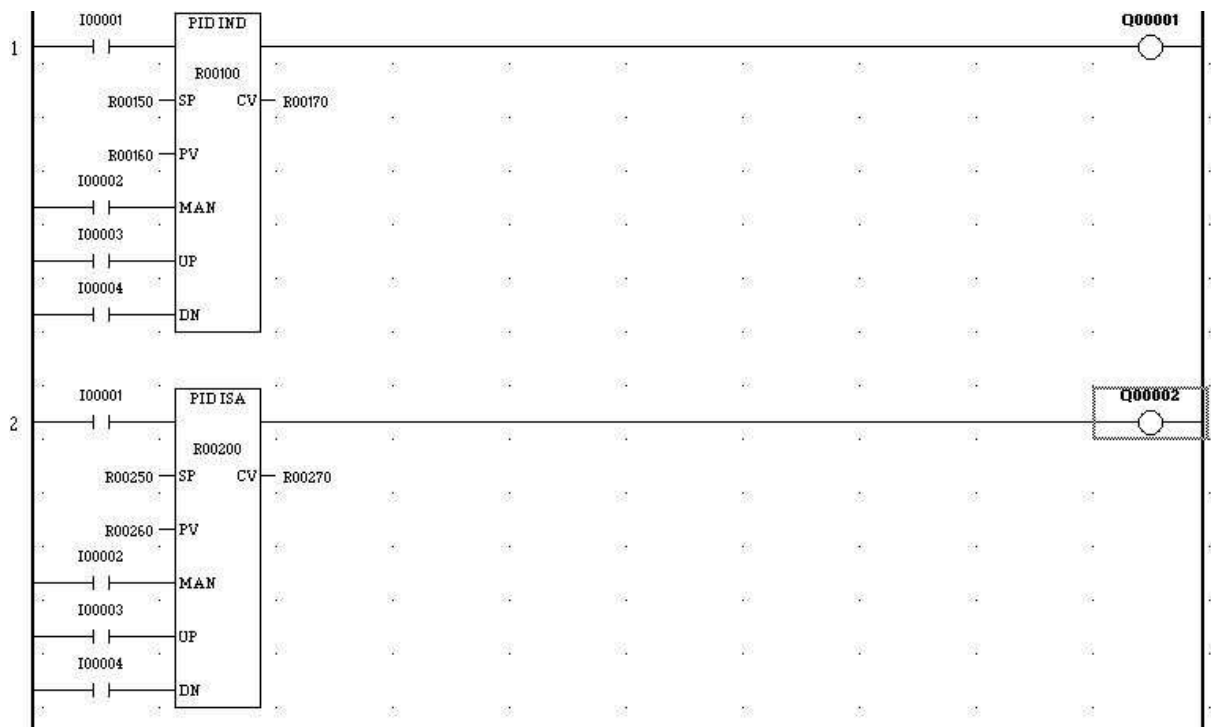 I00001 PID IND Q00001
1
R00100
R00150 SP CV R00170
R00160 PV
I00002
MAN
I00003
UP
I00004
DN
I00001 PID ISA Q00002
2
R00200
R00250 SP CV R00270
R00260 PV
I00002
MAN
I00003
UP
I00004
DN